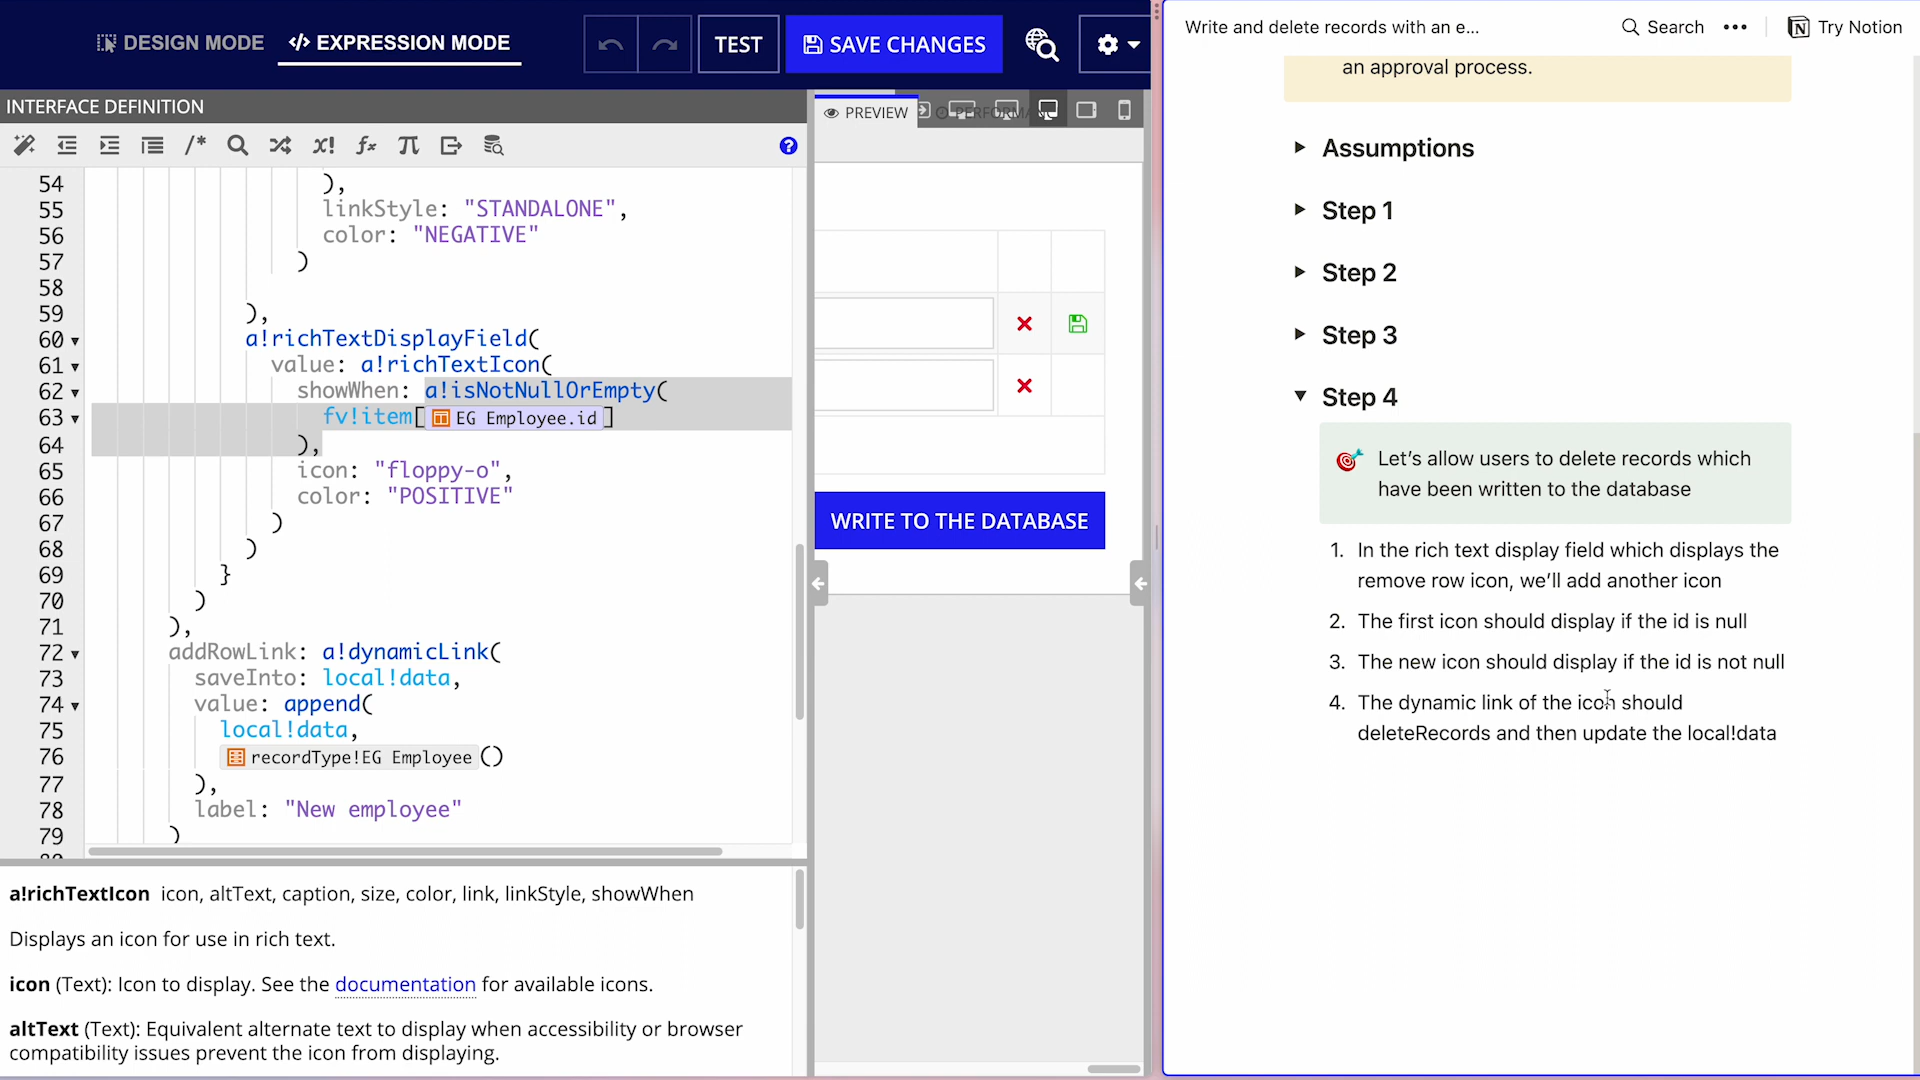 DESIGN MODE
</> EXPRESSION MODE
TEST
SAVE CHANGES
INTERFACE DEFINITION
/*
x!
fx
π
?
PREVIEW
54 ),
55 linkStyle: "STANDALONE",
56 color: "NEGATIVE"
57 )
58
59 ),
60 a!richTextDisplayField(
61 value: a!richTextIcon(
62 showWhen: a!isNotNullOrEmpty(
63 fv!item[ EG Employee.id ]
64 ),
65 icon: "floppy-o",
66 color: "POSITIVE"
67 )
68 )
69 }
70 )
71 ),
72 addRowLink: a!dynamicLink(
73 saveInto: local!data,
74 value: append(
75 local!data,
76 recordType!EG Employee ()
77 ),
78 label: "New employee"
79 )
WRITE TO THE DATABASE
a!richTextIcon icon, altText, caption, size, color, link, linkStyle, showWhen
Displays an icon for use in rich text.
icon (Text): Icon to display. See the documentation for available icons.
altText (Text): Equivalent alternate text to display when accessibility or browser
compatibility issues prevent the icon from displaying.
Write and delete records with an e...
Search
Try Notion
an approval process.
Assumptions
Step 1
Step 2
Step 3
Step 4
Let's allow users to delete records which
have been written to the database
1. In the rich text display field which displays the
remove row icon, we'll add another icon
2. The first icon should display if the id is null
3. The new icon should display if the id is not null
4. The dynamic link of the icon should
deleteRecords and then update the local!data